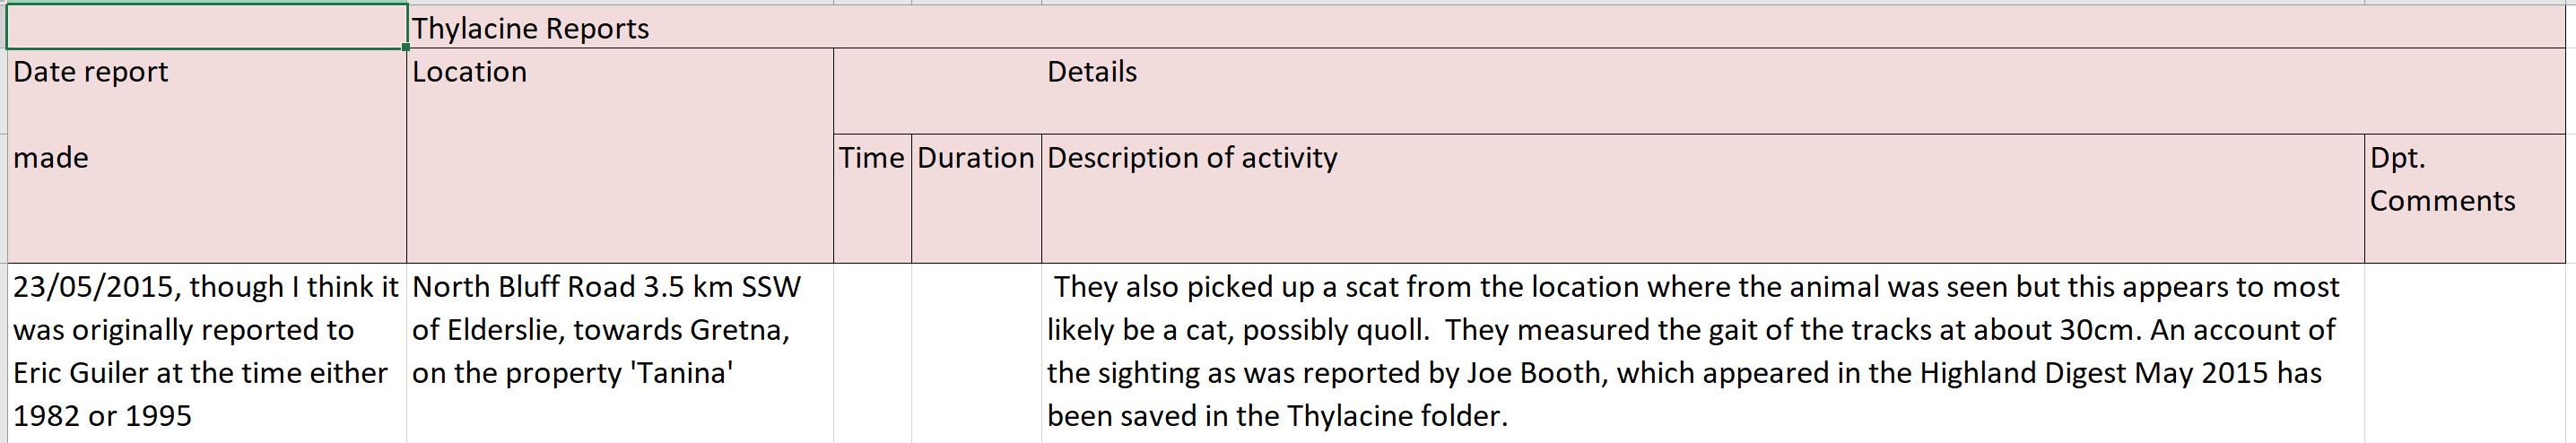 Thylacine Reports
Date report
made
Location
Details
Time
Duration
Description of activity
Dpt.
Comments
23/05/2015, though I think it
was originally reported to
Eric Guiler at the time either
1982 or 1995
North Bluff Road 3.5 km SSW
of Elderslie, towards Gretna,
on the property 'Tanina'
They also picked up a scat from the location where the animal was seen but this appears to most
likely be a cat, possibly quoll.  They measured the gait of the tracks at about 30cm. An account of
the sighting as was reported by Joe Booth, which appeared in the Highland Digest May 2015 has
been saved in the Thylacine folder.